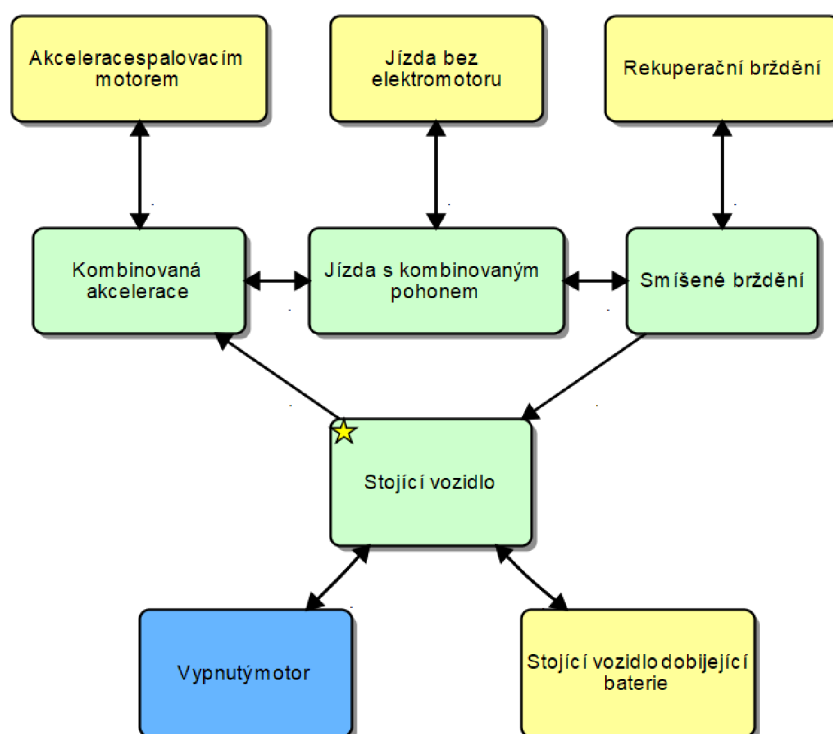 Akceleracespalovacím
motorem
Jízda bez
elektromotoru
Rekuperační brždění
Kombinovaná
akcelerace
Jízda s kombinovaným
pohonem
Smíšené brždění
Stojící vozidlo
Vypnutýmotor
Stojící vozidlodobijející
baterie